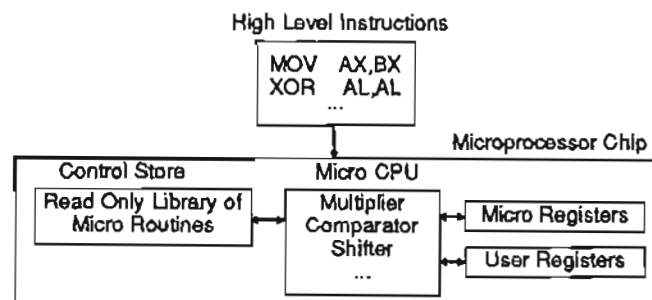 High Level Instructions
MOV AX,BX
XOR AL,AL
...
Microprocessor Chip
Control Store
Micro CPU
Read Only Library of
Micro Routines
Multiplier
Comparator
Shifter
...
Micro Registers
User Registers